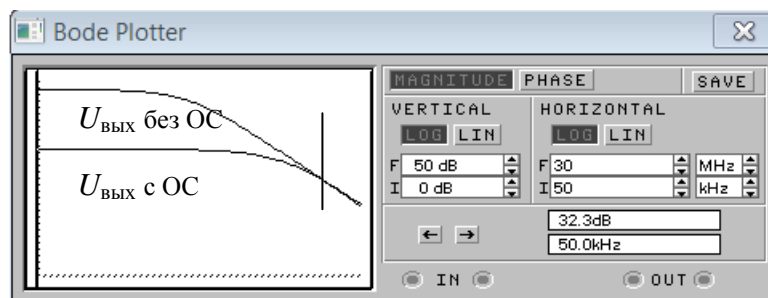 Bode Plotter
MAGNITUDE PHASE SAVE
VERTICAL HORIZONTAL
LOG LIN LOG LIN
F 50 dB F 30 MHz
I 0 dB I 50 kHz
32.3dB
50.0kHz
IN OUT
Uвых без ОС
Uвых с ОС